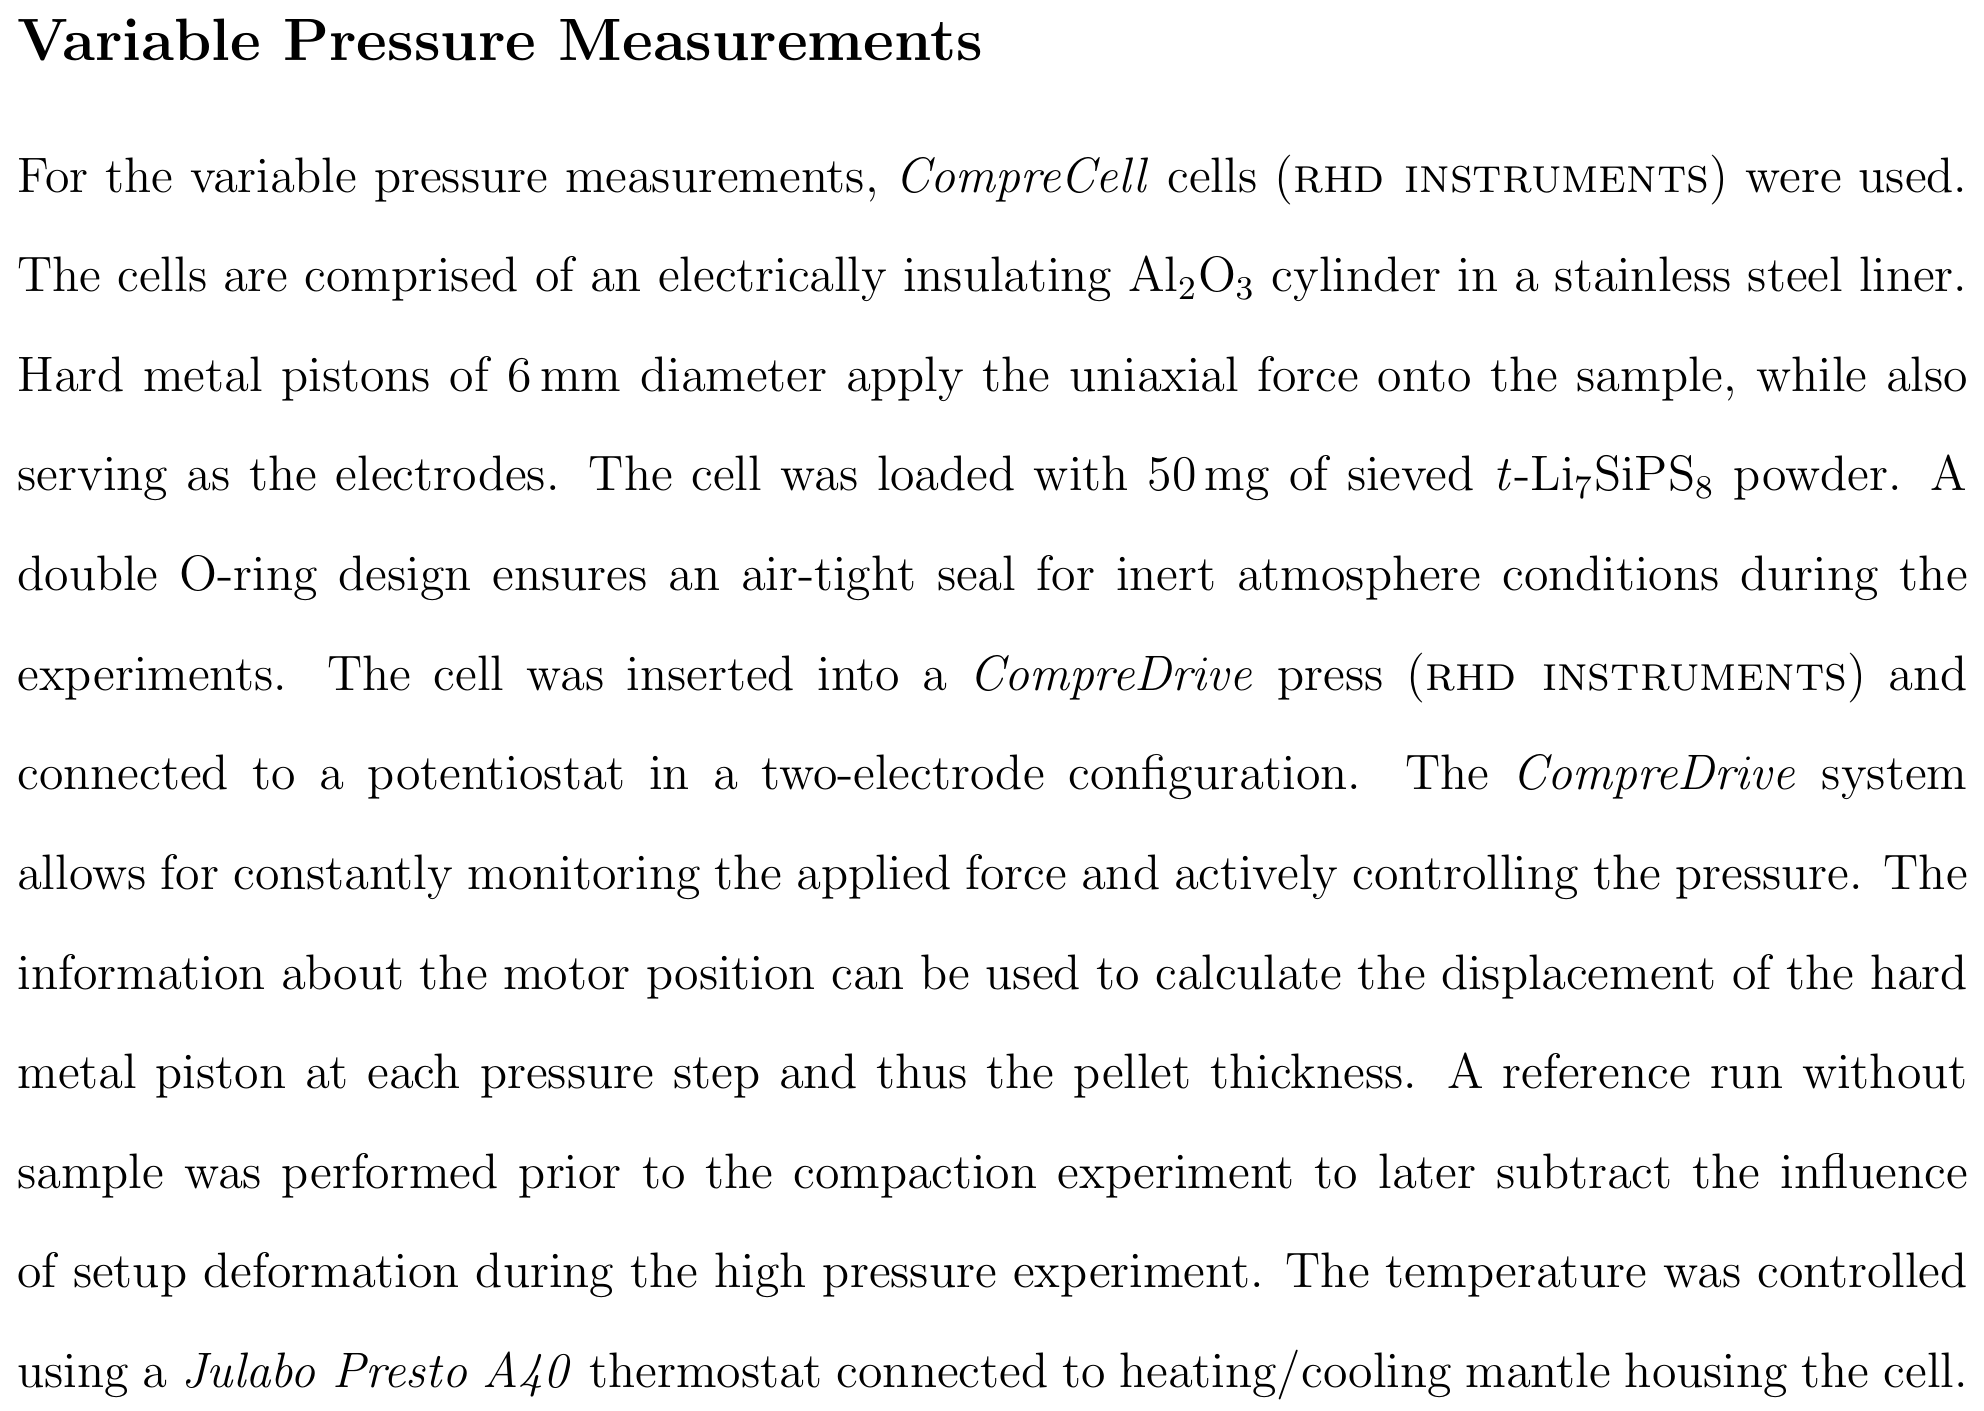 Variable Pressure Measurements
For the variable pressure measurements, CompreCell cells (RHD INSTRUMENTS) were used.
The cells are comprised of an electrically insulating Al₂O₃ cylinder in a stainless steel liner.
Hard metal pistons of 6 mm diameter apply the uniaxial force onto the sample, while also
serving as the electrodes. The cell was loaded with 50 mg of sieved t-Li₇SiPS₈ powder. A
double O-ring design ensures an air-tight seal for inert atmosphere conditions during the
experiments. The cell was inserted into a CompreDrive press (RHD INSTRUMENTS) and
connected to a potentiostat in a two-electrode configuration. The CompreDrive system
allows for constantly monitoring the applied force and actively controlling the pressure. The
information about the motor position can be used to calculate the displacement of the hard
metal piston at each pressure step and thus the pellet thickness. A reference run without
sample was performed prior to the compaction experiment to later subtract the influence
of setup deformation during the high pressure experiment. The temperature was controlled
using a Julabo Presto A40 thermostat connected to heating/cooling mantle housing the cell.